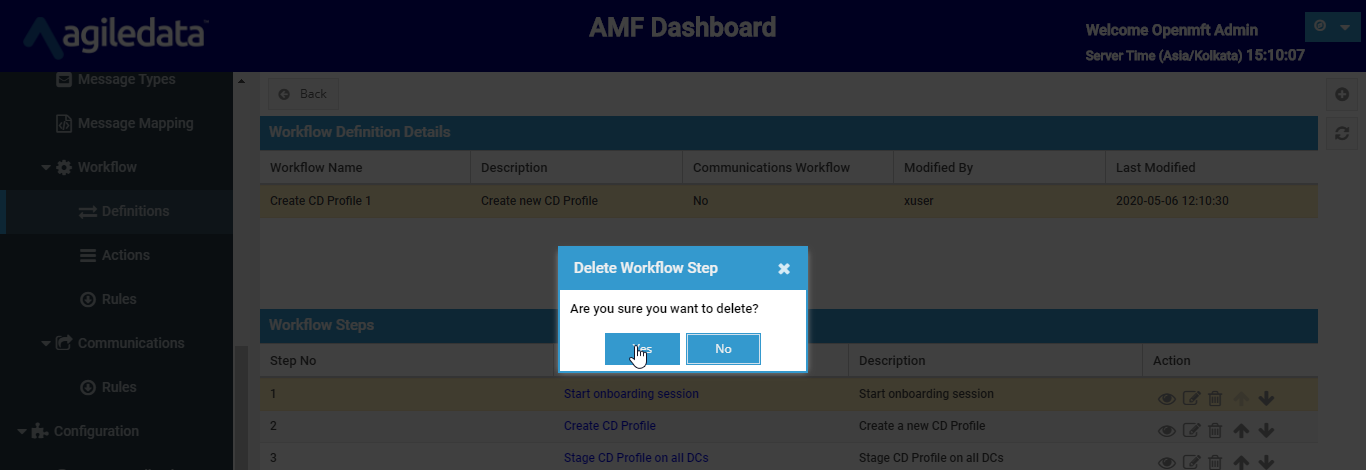 agiledata
AMF Dashboard
Welcome Openmft Admin
Server Time (Asia/Kolkata) 15:10:07
Message Types
Message Mapping
Workflow
Definitions
Actions
Rules
Communications
Rules
Configuration
Back
Workflow Definition Details
Workflow Name Description Communications Workflow Modified By Last Modified
Create CD Profile 1 Create new CD Profile No xuser 2020-05-06 12:10:30
Delete Workflow Step
Are you sure you want to delete?
Yes No
Workflow Steps
Step No Description Action
1 Start onboarding session Start onboarding session
2 Create CD Profile Create a new CD Profile
3 Stage CD Profile on all DCs Stage CD Profile on all DCs